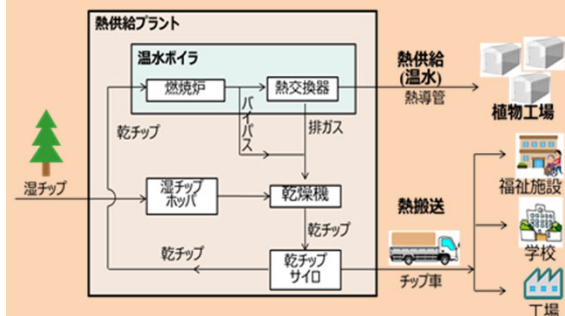 熱供給プラント
温水ボイラ
燃焼炉
熱交換器
バイパス
排ガス
乾チップ
湿チップ
湿チップ
ホッパ
乾燥機
乾チップ
乾チップ
乾チップ
サイロ
熱供給
(温水)
熱導管
植物工場
熱搬送
チップ車
福祉施設
学校
工場